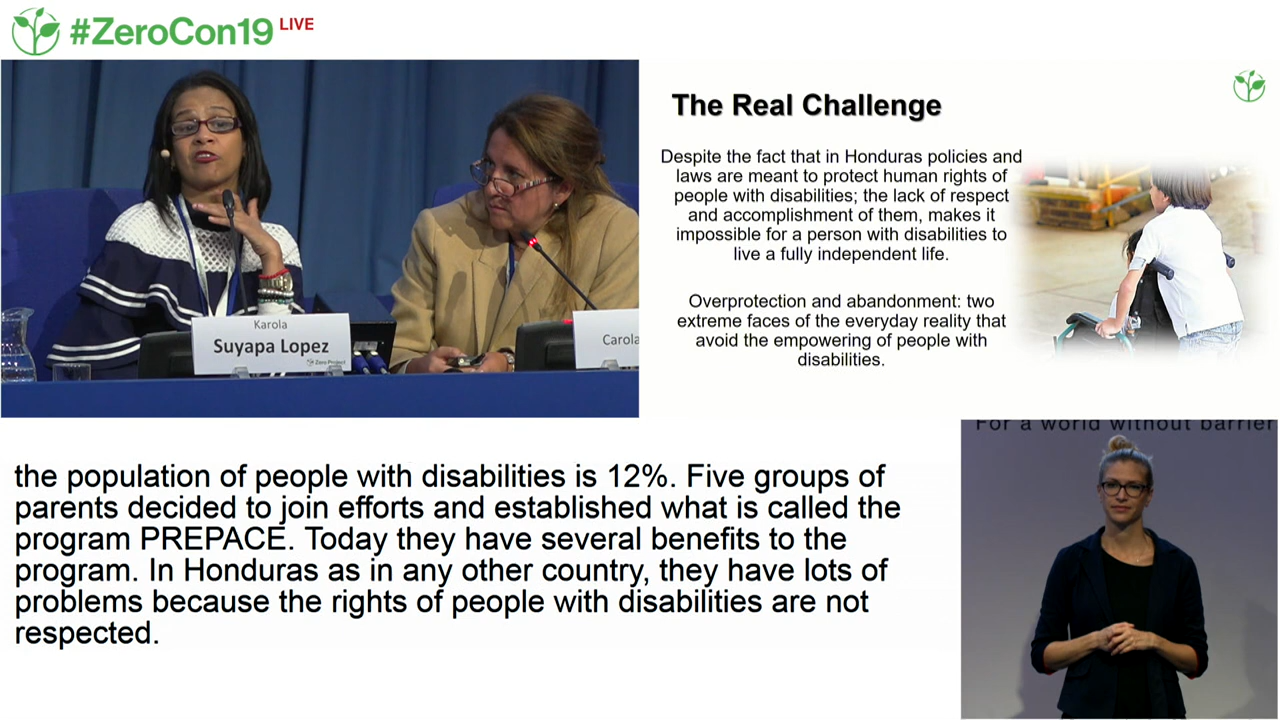 #ZeroCon19 LIVE
Karola
Suyapa Lopez
Zero Project
Carola
The Real Challenge
Despite the fact that in Honduras policies and
laws are meant to protect human rights of
people with disabilities; the lack of respect
and accomplishment of them, makes it
impossible for a person with disabilities to
live a fully independent life.
Overprotection and abandonment: two
extreme faces of the everyday reality that
avoid the empowering of people with
disabilities.
the population of people with disabilities is 12%. Five groups of
parents decided to join efforts and established what is called the
program PREPACE. Today they have several benefits to the
program. In Honduras as in any other country, they have lots of
problems because the rights of people with disabilities are not
respected.
For a world without barrier